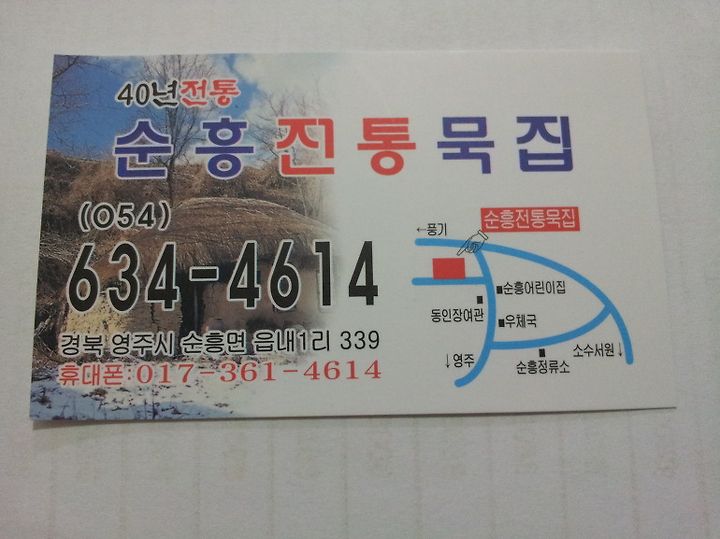 40년전통
순흥전통묵집
(054)
634-4614
경북 영주시 순흥면 읍내1리 339
휴대폰:017-361-4614
←풍기
순흥전통묵집
순흥어린이집
동인장여관
우체국
↓영주
순흥정류소
소수서원↓